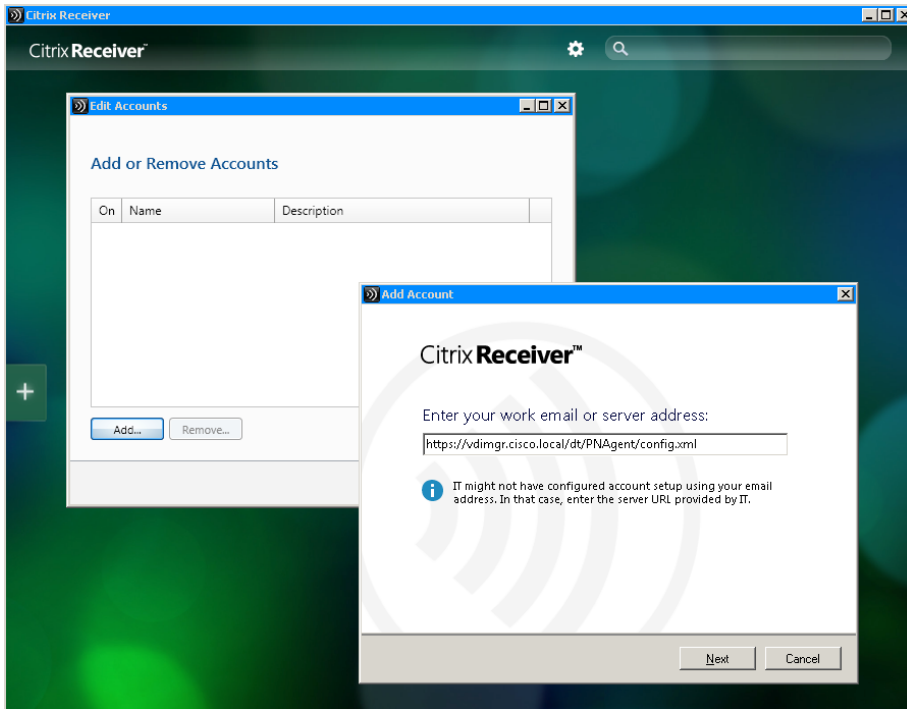 Citrix Receiver
Citrix Receiver™
Edit Accounts
Add or Remove Accounts
On Name Description
Add... Remove...
Add Account
Citrix Receiver™
Enter your work email or server address:
https://vdimgr.cisco.local/dt/PNAgent/config.xml
IT might not have configured account setup using your email
address. In that case, enter the server URL provided by IT.
Next Cancel